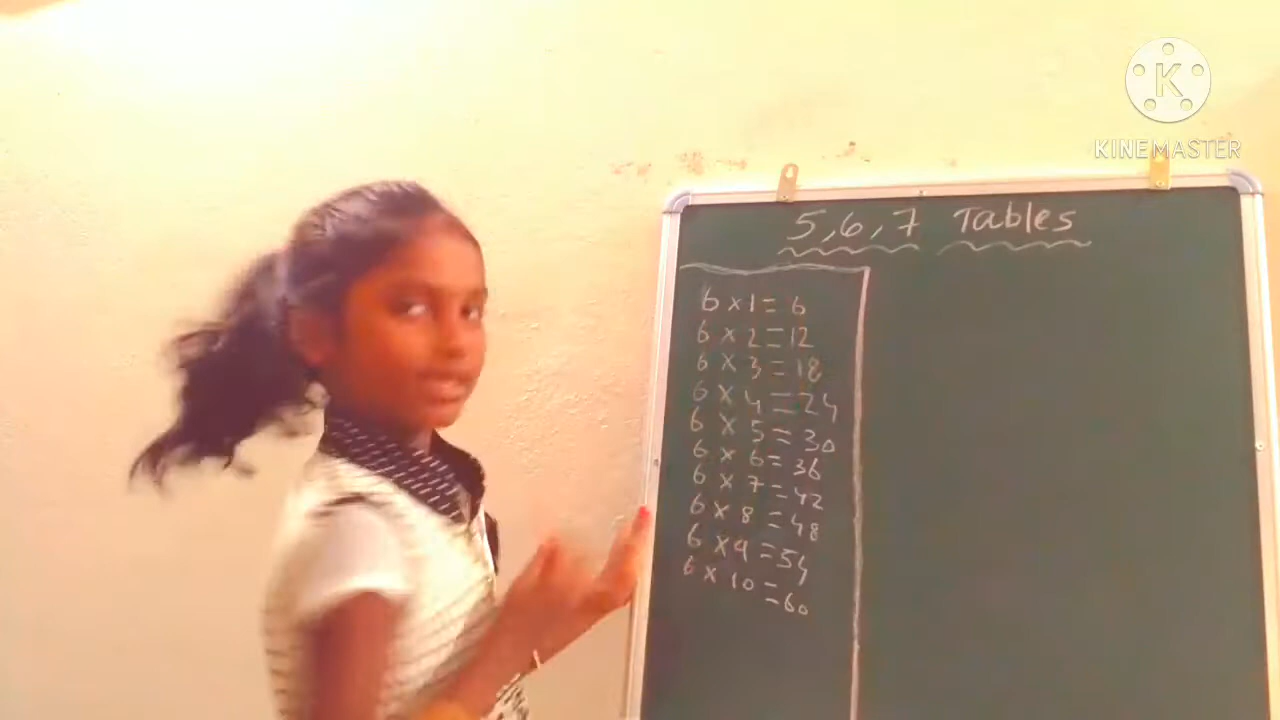 K
KINEMASTER
5,6,7 Tables
6 x 1 = 6
6 x 2 = 12
6 x 3 = 18
6 x 4 = 24
6 x 5 = 30
6 x 6 = 36
6 x 7 = 42
6 x 8 = 48
6 x 9 = 54
6 x 10 = 60